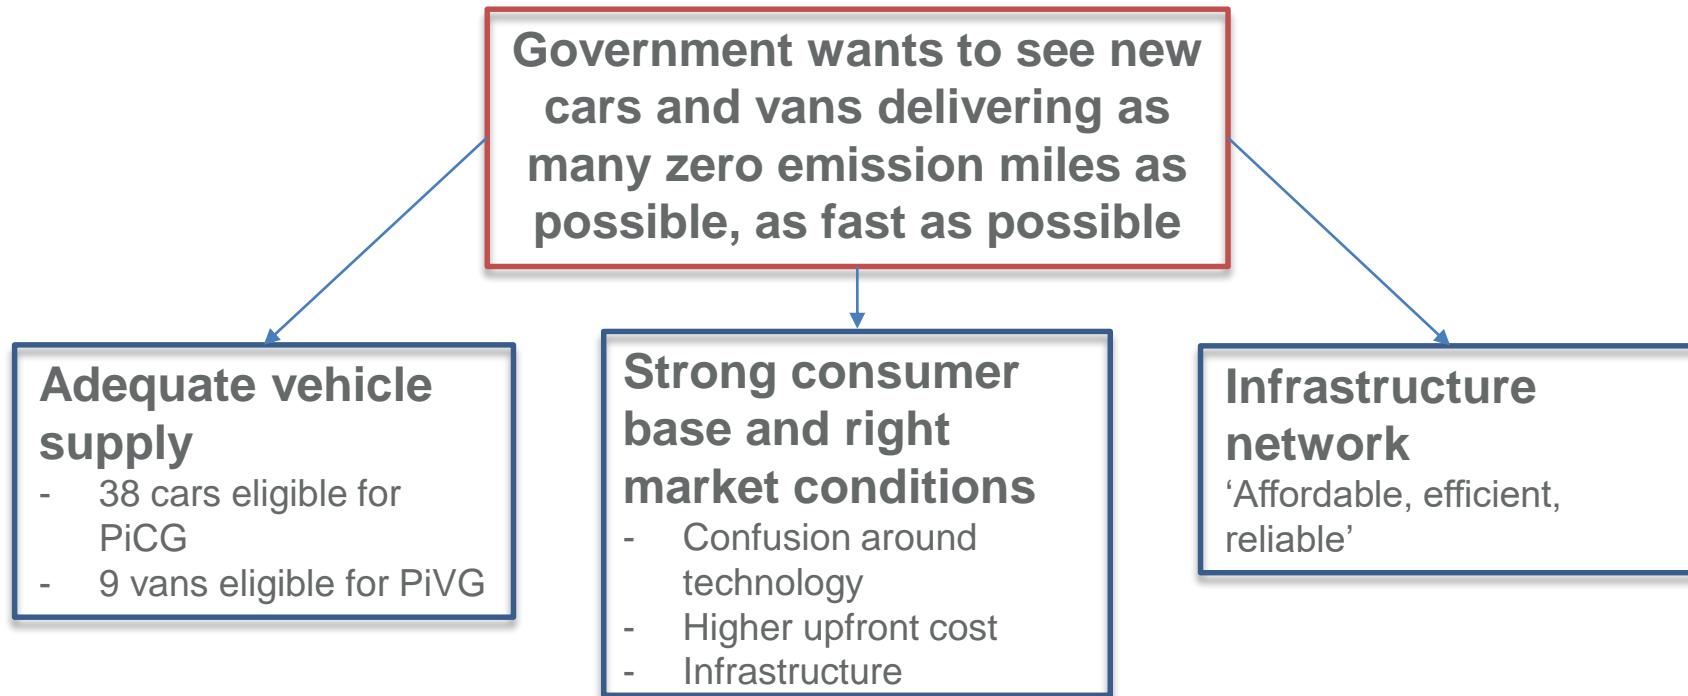 Government wants to see new
cars and vans delivering as
many zero emission miles as
possible, as fast as possible
Adequate vehicle
supply
- 38 cars eligible for
PiCG
- 9 vans eligible for PiVG
Strong consumer
base and right
market conditions
- Confusion around
technology
- Higher upfront cost
- Infrastructure
Infrastructure
network
‘Affordable, efficient,
reliable’